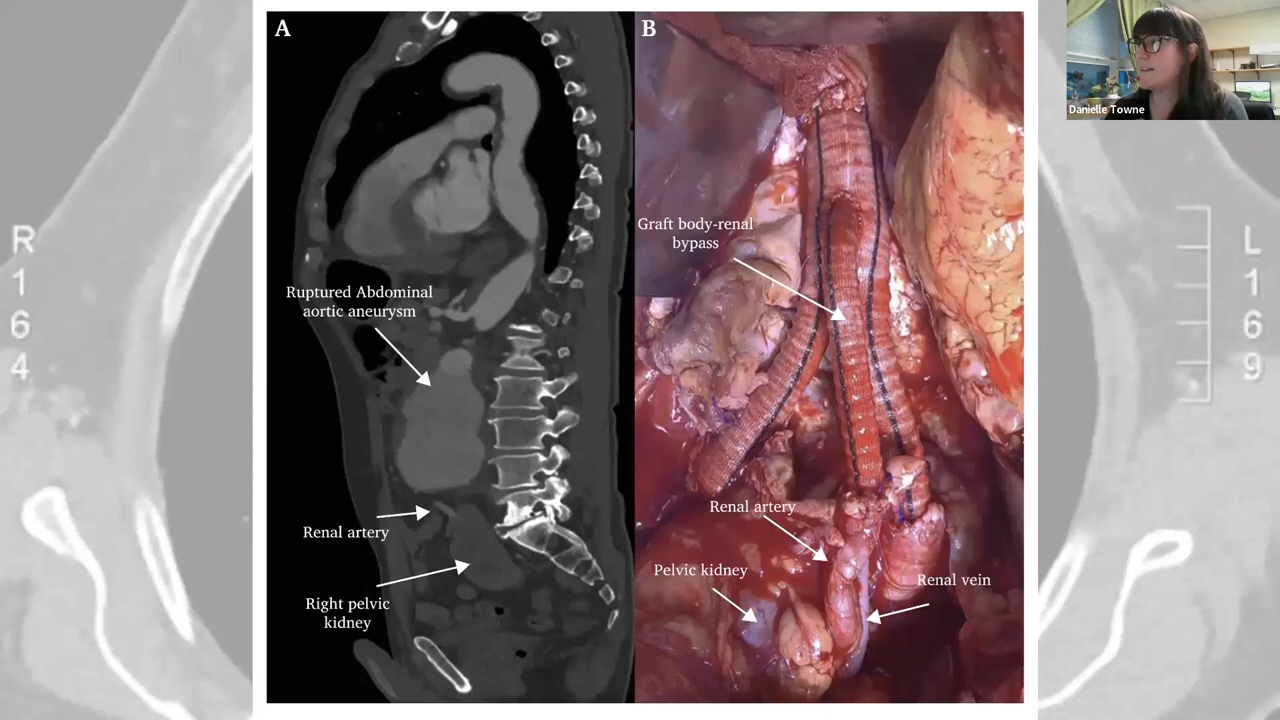 A
B
Danielle Towne
R
1
6
4
L
1
6
9
Ruptured Abdominal
aortic aneurysm
Renal artery
Right pelvic
kidney
Graft body-renal
bypass
Renal artery
Pelvic kidney
Renal vein